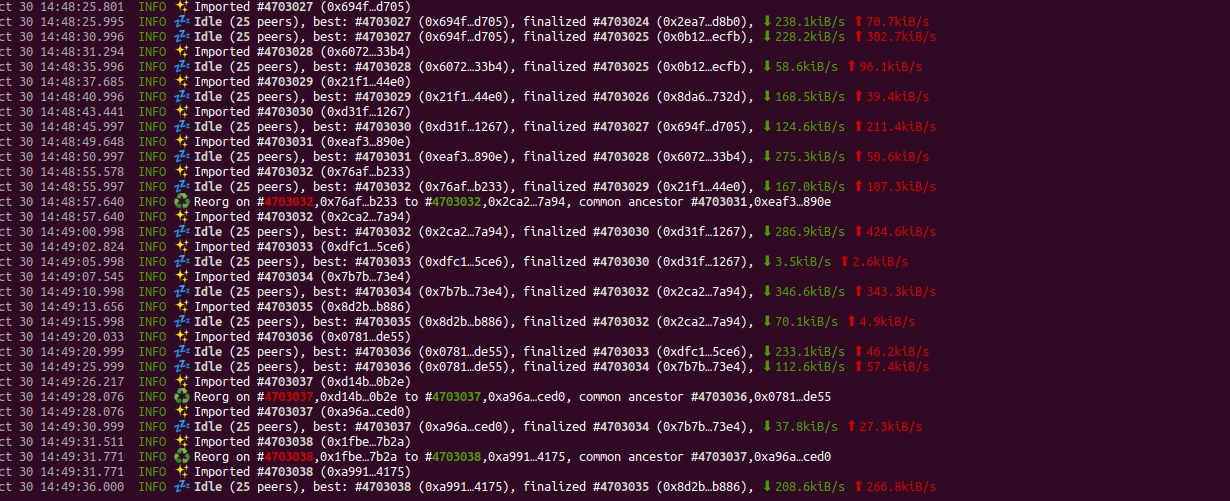 ct 30 14:48:25.801 INFO ✨ Imported #4703027 (0x694f…d705)
ct 30 14:48:25.995 INFO 💤 Idle (25 peers), best: #4703027 (0x694f…d705), finalized #4703024 (0x2ea7…d8b0), ⬇ 238.1kiB/s ⬆ 70.7kiB/s
ct 30 14:48:30.996 INFO 💤 Idle (25 peers), best: #4703027 (0x694f…d705), finalized #4703025 (0x0b12…ecfb), ⬇ 228.2kiB/s ⬆ 302.7kiB/s
ct 30 14:48:31.294 INFO ✨ Imported #4703028 (0x6072…33b4)
ct 30 14:48:35.996 INFO 💤 Idle (25 peers), best: #4703028 (0x6072…33b4), finalized #4703025 (0x0b12…ecfb), ⬇ 58.6kiB/s ⬆ 96.1kiB/s
ct 30 14:48:37.685 INFO ✨ Imported #4703029 (0x21f1…44e0)
ct 30 14:48:40.996 INFO 💤 Idle (25 peers), best: #4703029 (0x21f1…44e0), finalized #4703026 (0x8da6…732d), ⬇ 168.5kiB/s ⬆ 39.4kiB/s
ct 30 14:48:43.441 INFO ✨ Imported #4703030 (0xd31f…1267)
ct 30 14:48:45.997 INFO 💤 Idle (25 peers), best: #4703030 (0xd31f…1267), finalized #4703027 (0x694f…d705), ⬇ 124.6kiB/s ⬆ 211.4kiB/s
ct 30 14:48:49.648 INFO ✨ Imported #4703031 (0xeaf3…890e)
ct 30 14:48:50.997 INFO 💤 Idle (25 peers), best: #4703031 (0xeaf3…890e), finalized #4703028 (0x6072…33b4), ⬇ 275.3kiB/s ⬆ 50.6kiB/s
ct 30 14:48:55.578 INFO ✨ Imported #4703032 (0x76af…b233)
ct 30 14:48:55.997 INFO 💤 Idle (25 peers), best: #4703032 (0x76af…b233), finalized #4703029 (0x21f1…44e0), ⬇ 167.0kiB/s ⬆ 107.3kiB/s
ct 30 14:48:57.640 INFO ♻️ Reorg on #4703032,0x76af…b233 to #4703032,0x2ca2…7a94, common ancestor #4703031,0xeaf3…890e
ct 30 14:48:57.640 INFO ✨ Imported #4703032 (0x2ca2…7a94)
ct 30 14:49:00.998 INFO 💤 Idle (25 peers), best: #4703032 (0x2ca2…7a94), finalized #4703030 (0xd31f…1267), ⬇ 286.9kiB/s ⬆ 424.6kiB/s
ct 30 14:49:02.824 INFO ✨ Imported #4703033 (0xdfc1…5ce6)
ct 30 14:49:05.998 INFO 💤 Idle (25 peers), best: #4703033 (0xdfc1…5ce6), finalized #4703030 (0xd31f…1267), ⬇ 3.5kiB/s ⬆ 2.6kiB/s
ct 30 14:49:07.545 INFO ✨ Imported #4703034 (0x7b7b…73e4)
ct 30 14:49:10.998 INFO 💤 Idle (25 peers), best: #4703034 (0x7b7b…73e4), finalized #4703032 (0x2ca2…7a94), ⬇ 346.6kiB/s ⬆ 343.3kiB/s
ct 30 14:49:13.656 INFO ✨ Imported #4703035 (0x8d2b…b886)
ct 30 14:49:15.998 INFO 💤 Idle (25 peers), best: #4703035 (0x8d2b…b886), finalized #4703032 (0x2ca2…7a94), ⬇ 70.1kiB/s ⬆ 4.9kiB/s
ct 30 14:49:20.033 INFO ✨ Imported #4703036 (0x0781…de55)
ct 30 14:49:20.999 INFO 💤 Idle (25 peers), best: #4703036 (0x0781…de55), finalized #4703033 (0xdfc1…5ce6), ⬇ 233.1kiB/s ⬆ 46.2kiB/s
ct 30 14:49:25.999 INFO 💤 Idle (25 peers), best: #4703036 (0x0781…de55), finalized #4703034 (0x7b7b…73e4), ⬇ 112.6kiB/s ⬆ 57.4kiB/s
ct 30 14:49:26.217 INFO ✨ Imported #4703037 (0xd14b…0b2e)
ct 30 14:49:28.076 INFO ♻️ Reorg on #4703037,0xd14b…0b2e to #4703037,0xa96a…ced0, common ancestor #4703036,0x0781…de55
ct 30 14:49:28.076 INFO ✨ Imported #4703037 (0xa96a…ced0)
ct 30 14:49:30.999 INFO 💤 Idle (25 peers), best: #4703037 (0xa96a…ced0), finalized #4703034 (0x7b7b…73e4), ⬇ 37.8kiB/s ⬆ 27.3kiB/s
ct 30 14:49:31.511 INFO ✨ Imported #4703038 (0x1fbe…7b2a)
ct 30 14:49:31.771 INFO ♻️ Reorg on #4703038,0x1fbe…7b2a to #4703038,0xa991…4175, common ancestor #4703037,0xa96a…ced0
ct 30 14:49:31.771 INFO ✨ Imported #4703038 (0xa991…4175)
ct 30 14:49:36.000 INFO 💤 Idle (25 peers), best: #4703038 (0xa991…4175), finalized #4703035 (0x8d2b…b886), ⬇ 208.6kiB/s ⬆ 266.8kiB/s